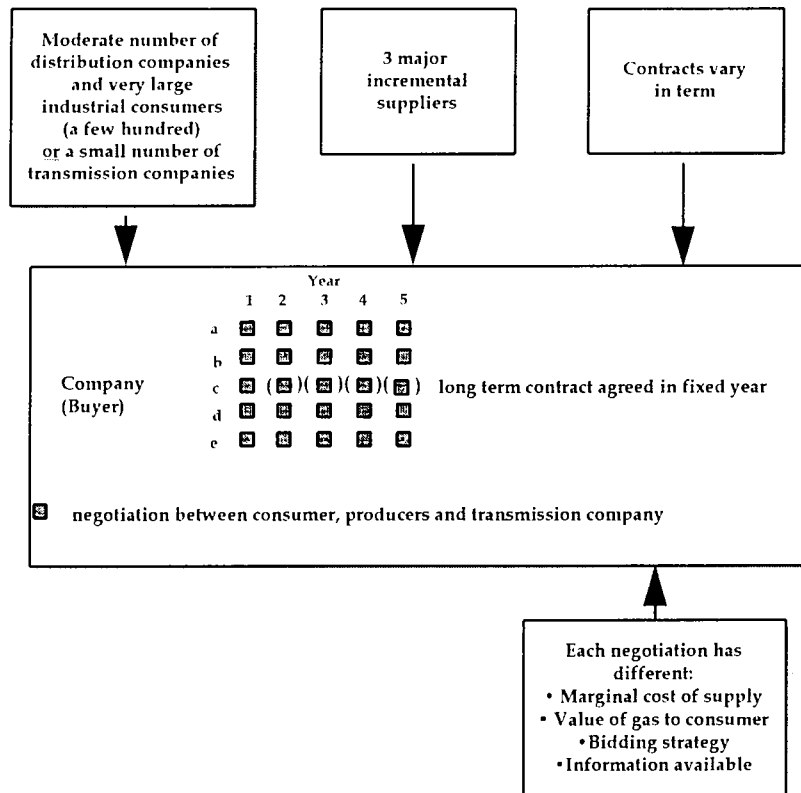 Moderate number of
distribution companies
and very large
industrial consumers
(a few hundred)
or a small number of
transmission companies
3 major
incremental
suppliers
Contracts vary
in term
Year
1 2 3 4 5
a
b
Company
(Buyer)
c ( )( )( )( ) long term contract agreed in fixed year
d
e
negotiation between consumer, producers and transmission company
Each negotiation has
different:
• Marginal cost of supply
• Value of gas to consumer
• Bidding strategy
• Information available